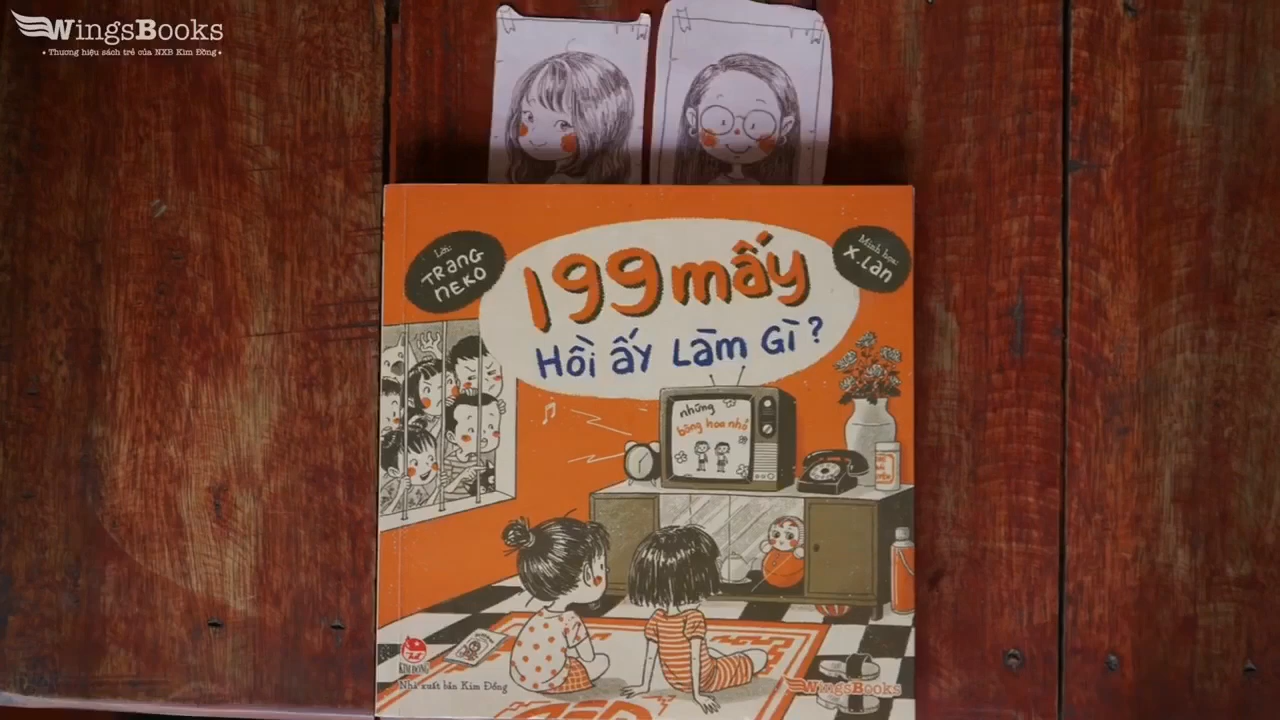 WingsBooks
• Thương hiệu sách trẻ của NXB Kim Đồng •
Lời:
TRANG
NEKO
199 mấy
Hồi ấy Làm Gì?
Minh họa:
X.Lan
những
bông hoa nhỏ
KIM ĐỒNG
Nhà xuất bản Kim Đồng
WingsBooks